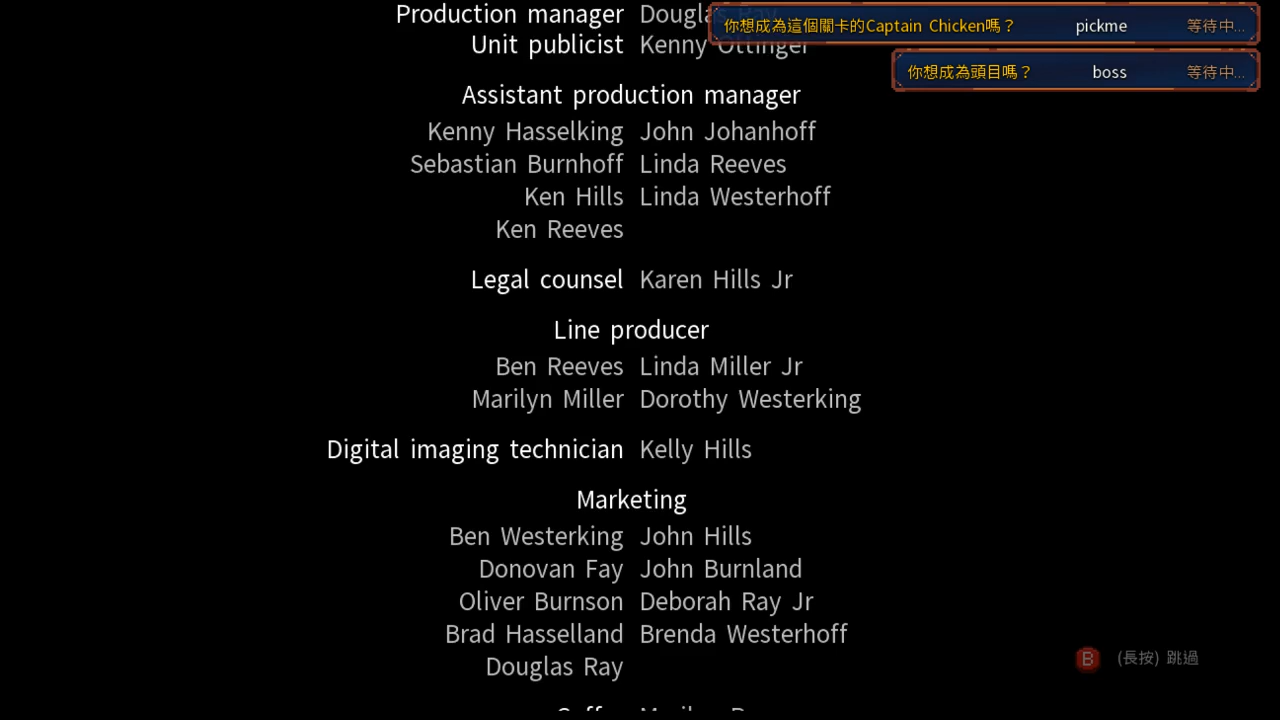 Production manager Douglas Ray
你想成為這個關卡的Captain Chicken嗎？ pickme 等待中...
Unit publicist Kenny Ottinger
你想成為頭目嗎？ boss 等待中...
Assistant production manager
Kenny Hasselking John Johanhoff
Sebastian Burnhoff Linda Reeves
Ken Hills Linda Westerhoff
Ken Reeves
Legal counsel Karen Hills Jr
Line producer
Ben Reeves Linda Miller Jr
Marilyn Miller Dorothy Westerking
Digital imaging technician Kelly Hills
Marketing
Ben Westerking John Hills
Donovan Fay John Burnland
Oliver Burnson Deborah Ray Jr
Brad Hasselland Brenda Westerhoff
Douglas Ray
B (長按) 跳過